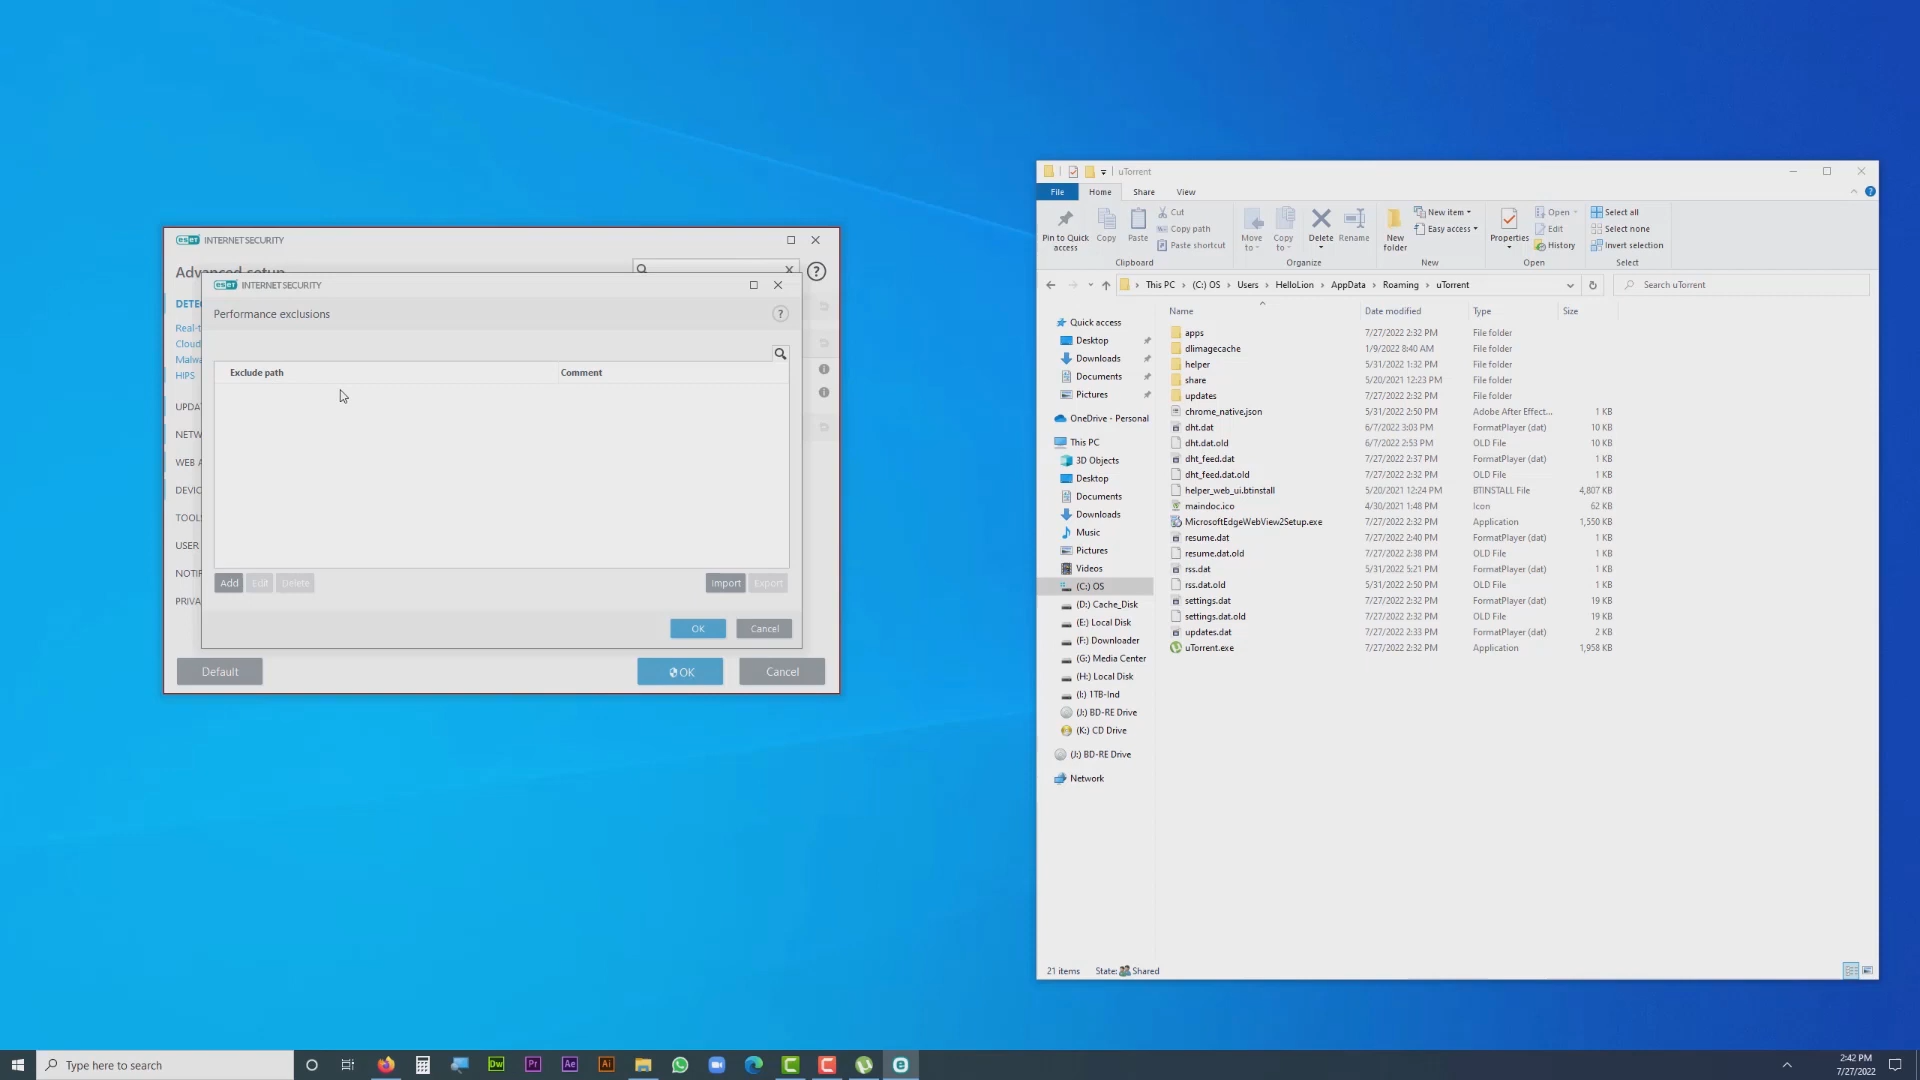 eset INTERNET SECURITY
Advanced setup
eset INTERNET SECURITY
Performance exclusions
?
?
Exclude path Comment
Add Edit Delete Import Export
OK Cancel
Default OK Cancel
DETE
Real-t
Cloud
Malwa
HIPS
UPDA
NETW
WEB A
DEVIC
TOOLS
USER
NOTIF
PRIVA
uTorrent
File Home Share View
Pin to Quick access
Copy
Paste
Cut
Copy path
Paste shortcut
Clipboard
Move to
Copy to
Delete
Rename
Organize
New folder
New item
Easy access
New
Properties
Open
Edit
History
Open
Select all
Select none
Invert selection
Select
This PC > (C:) OS > Users > HelloLion > AppData > Roaming > uTorrent
Search uTorrent
Quick access
Desktop
Downloads
Documents
Pictures
OneDrive - Personal
This PC
3D Objects
Desktop
Documents
Downloads
Music
Pictures
Videos
(C:) OS
(D:) Cache_Disk
(E:) Local Disk
(F:) Downloader
(G:) Media Center
(H:) Local Disk
(I:) 1TB-Ind
(J:) BD-RE Drive
(K:) CD Drive
(J:) BD-RE Drive
Network
Name Date modified Type Size
apps 7/27/2022 2:32 PM File folder
dlimagecache 1/9/2022 8:40 AM File folder
helper 5/31/2022 1:32 PM File folder
share 5/20/2021 12:23 PM File folder
updates 7/27/2022 2:32 PM File folder
chrome_native.json 5/31/2022 2:50 PM Adobe After Effect... 1 KB
dht.dat 6/7/2022 3:03 PM FormatPlayer (dat) 10 KB
dht.dat.old 6/7/2022 2:53 PM OLD File 10 KB
dht_feed.dat 7/27/2022 2:37 PM FormatPlayer (dat) 1 KB
dht_feed.dat.old 7/27/2022 2:32 PM OLD File 1 KB
helper_web_ui.btinstall 5/20/2021 12:24 PM BTINSTALL File 4,807 KB
maindoc.ico 4/30/2021 1:48 PM Icon 62 KB
MicrosoftEdgeWebView2Setup.exe 7/27/2022 2:32 PM Application 1,550 KB
resume.dat 7/27/2022 2:40 PM FormatPlayer (dat) 1 KB
resume.dat.old 7/27/2022 2:38 PM OLD File 1 KB
rss.dat 5/31/2022 5:21 PM FormatPlayer (dat) 1 KB
rss.dat.old 5/31/2022 2:50 PM OLD File 1 KB
settings.dat 7/27/2022 2:32 PM FormatPlayer (dat) 19 KB
settings.dat.old 7/27/2022 2:32 PM OLD File 19 KB
updates.dat 7/27/2022 2:33 PM FormatPlayer (dat) 2 KB
uTorrent.exe 7/27/2022 2:32 PM Application 1,958 KB
21 items State: Shared
Type here to search
Dw
Pr
Ae
Ai
2:42 PM
7/27/2022